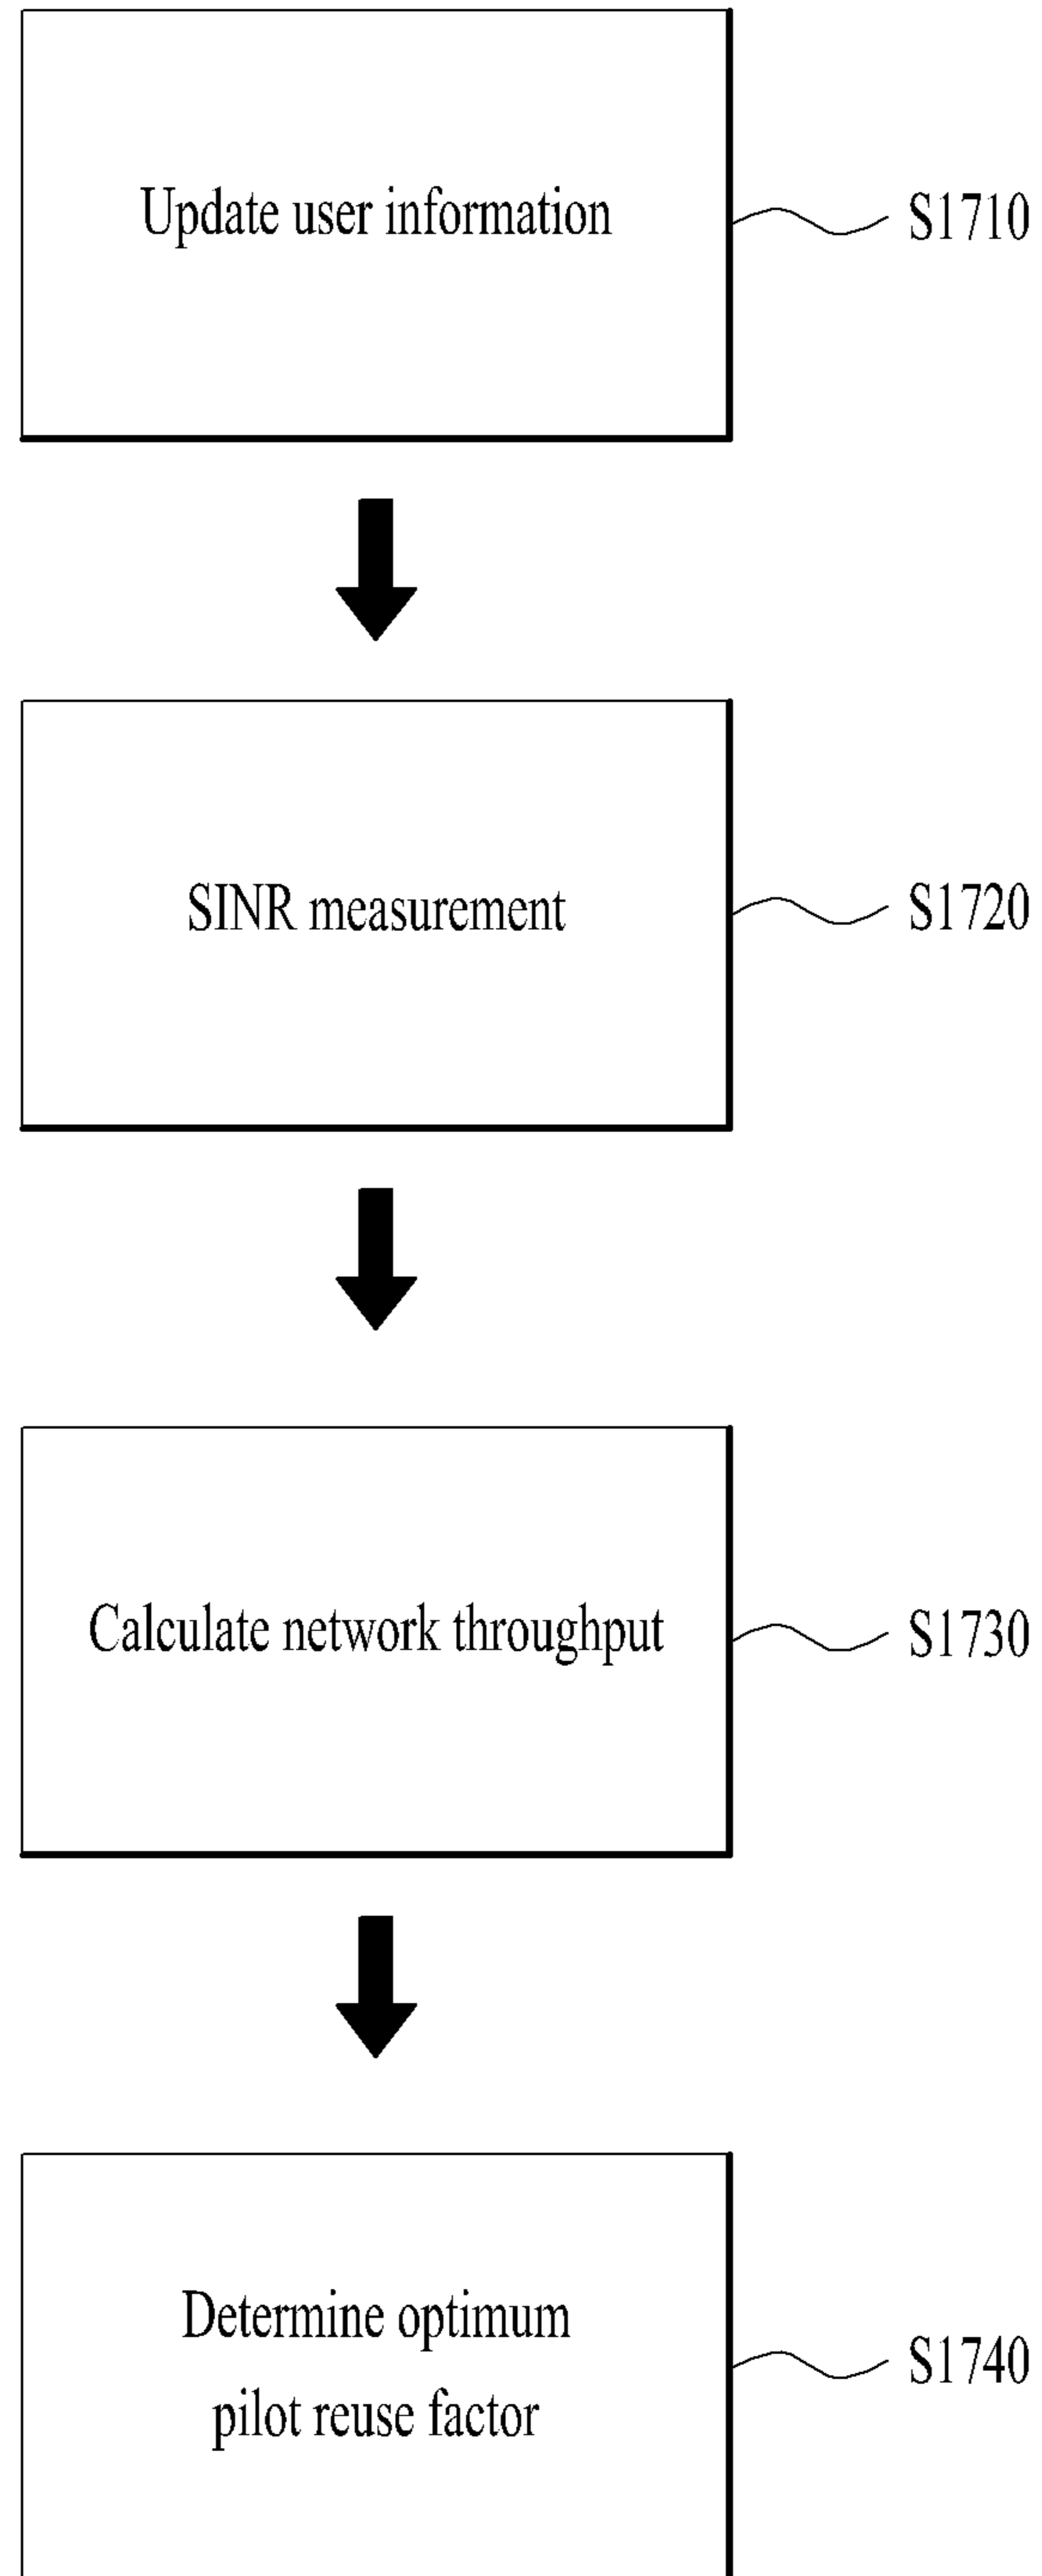 Update user information
S1710
SINR measurement
S1720
Calculate network throughput
S1730
Determine optimum
pilot reuse factor
S1740